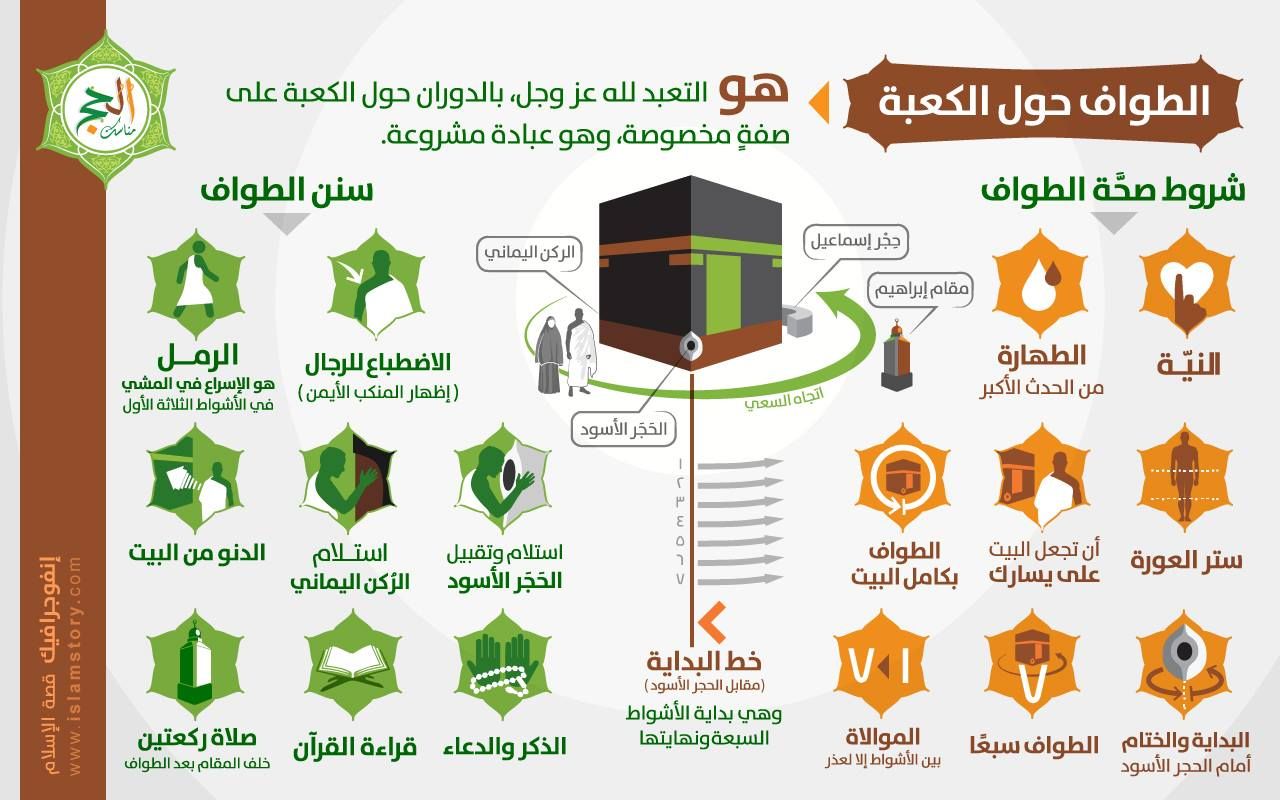 الطواف حول الكعبة
هو التعبد لله عز وجل، بالدوران حول الكعبة على
صفةٍ مخصوصة، وهو عبادة مشروعة.
مناسك
الحج
شروط صحَّة الطواف
النيّـة
الطهارة
من الحدث الأكبر
ستر العورة
أن تجعل البيت
على يسارك
الطواف
بكامل البيت
البداية والختام
أمام الحجر الأسود
٧
الطواف سبعًا
١
٧
الموالاة
بين الأشواط إلا لعذر
حِجْر إسماعيل
مقام إبراهيم
الركن اليماني
الحَجَر الأسود
اتجاه السعي
١
٢
٣
٤
٥
٦
٧
خط البداية
(مقابل الحجر الأسود)
وهي بداية الأشواط
السبعة ونهايتها
سنن الطواف
الاضطباع للرجال
(إظهار المنكب الأيمن)
الرمــل
هو الإسراع في المشي
في الأشواط الثلاثة الأول
استلام وتقبيل
الحَجَر الأسود
استــلام
الرُكن اليماني
الدنو من البيت
الذكر والدعاء
قراءة القرآن
صلاة ركعتين
خلف المقام بعد الطواف
إنفوجرافيك قصة الإسلام
www.islamstory.com